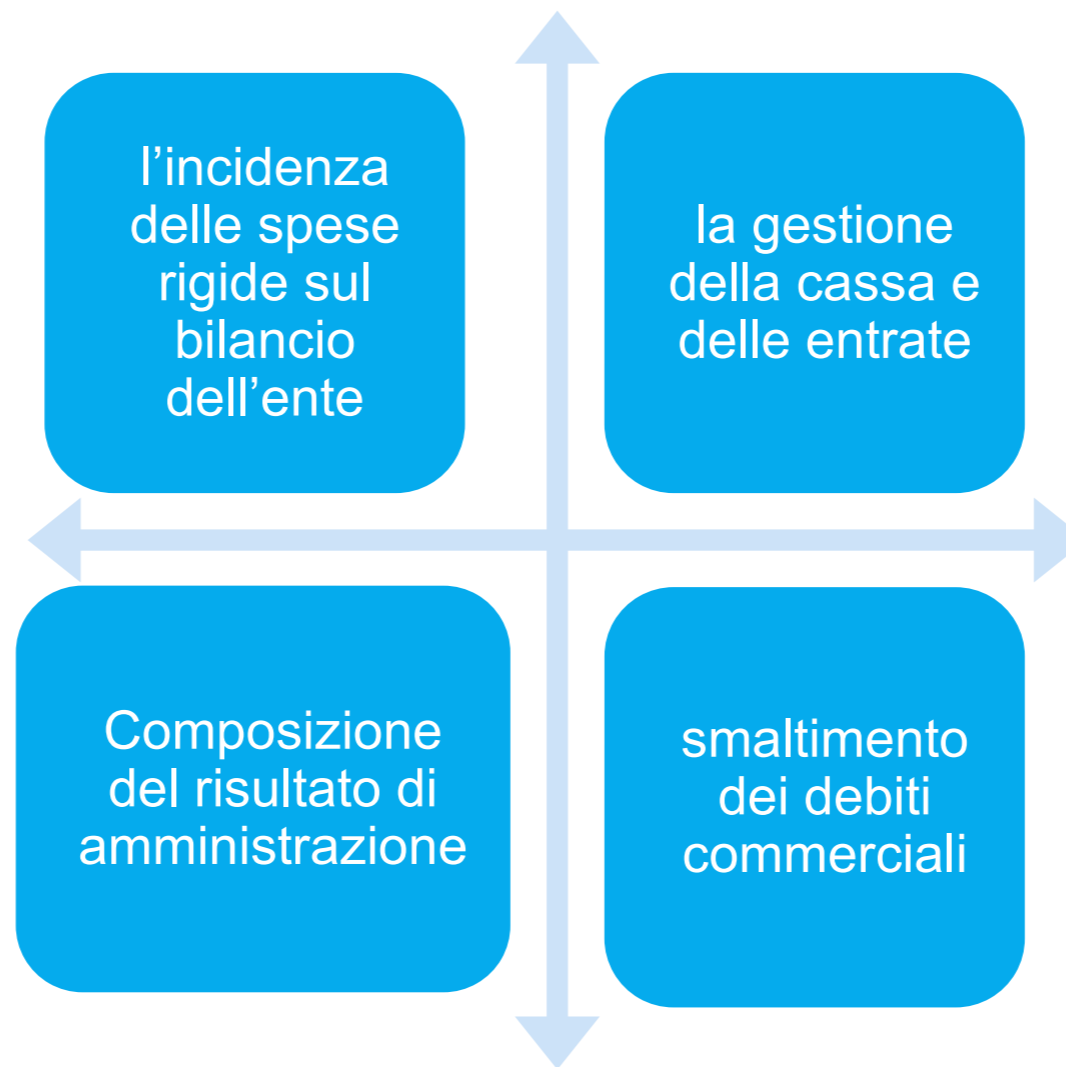 l’incidenza
delle spese
rigide sul
bilancio
dell’ente
la gestione
della cassa e
delle entrate
Composizione
del risultato di
amministrazione
smaltimento
dei debiti
commerciali